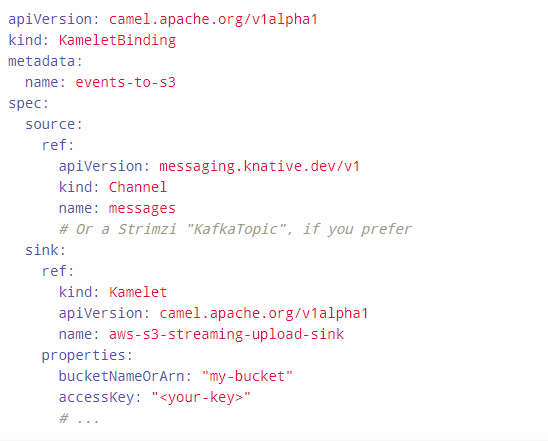 apiVersion: camel.apache.org/v1alpha1
kind: KameletBinding
metadata:
  name: events-to-s3
spec:
  source:
    ref:
      apiVersion: messaging.knative.dev/v1
      kind: Channel
      name: messages
      # Or a Strimzi "KafkaTopic", if you prefer
  sink:
    ref:
      kind: Kamelet
      apiVersion: camel.apache.org/v1alpha1
      name: aws-s3-streaming-upload-sink
    properties:
      bucketNameOrArn: "my-bucket"
      accessKey: "<your-key>"
      # ...